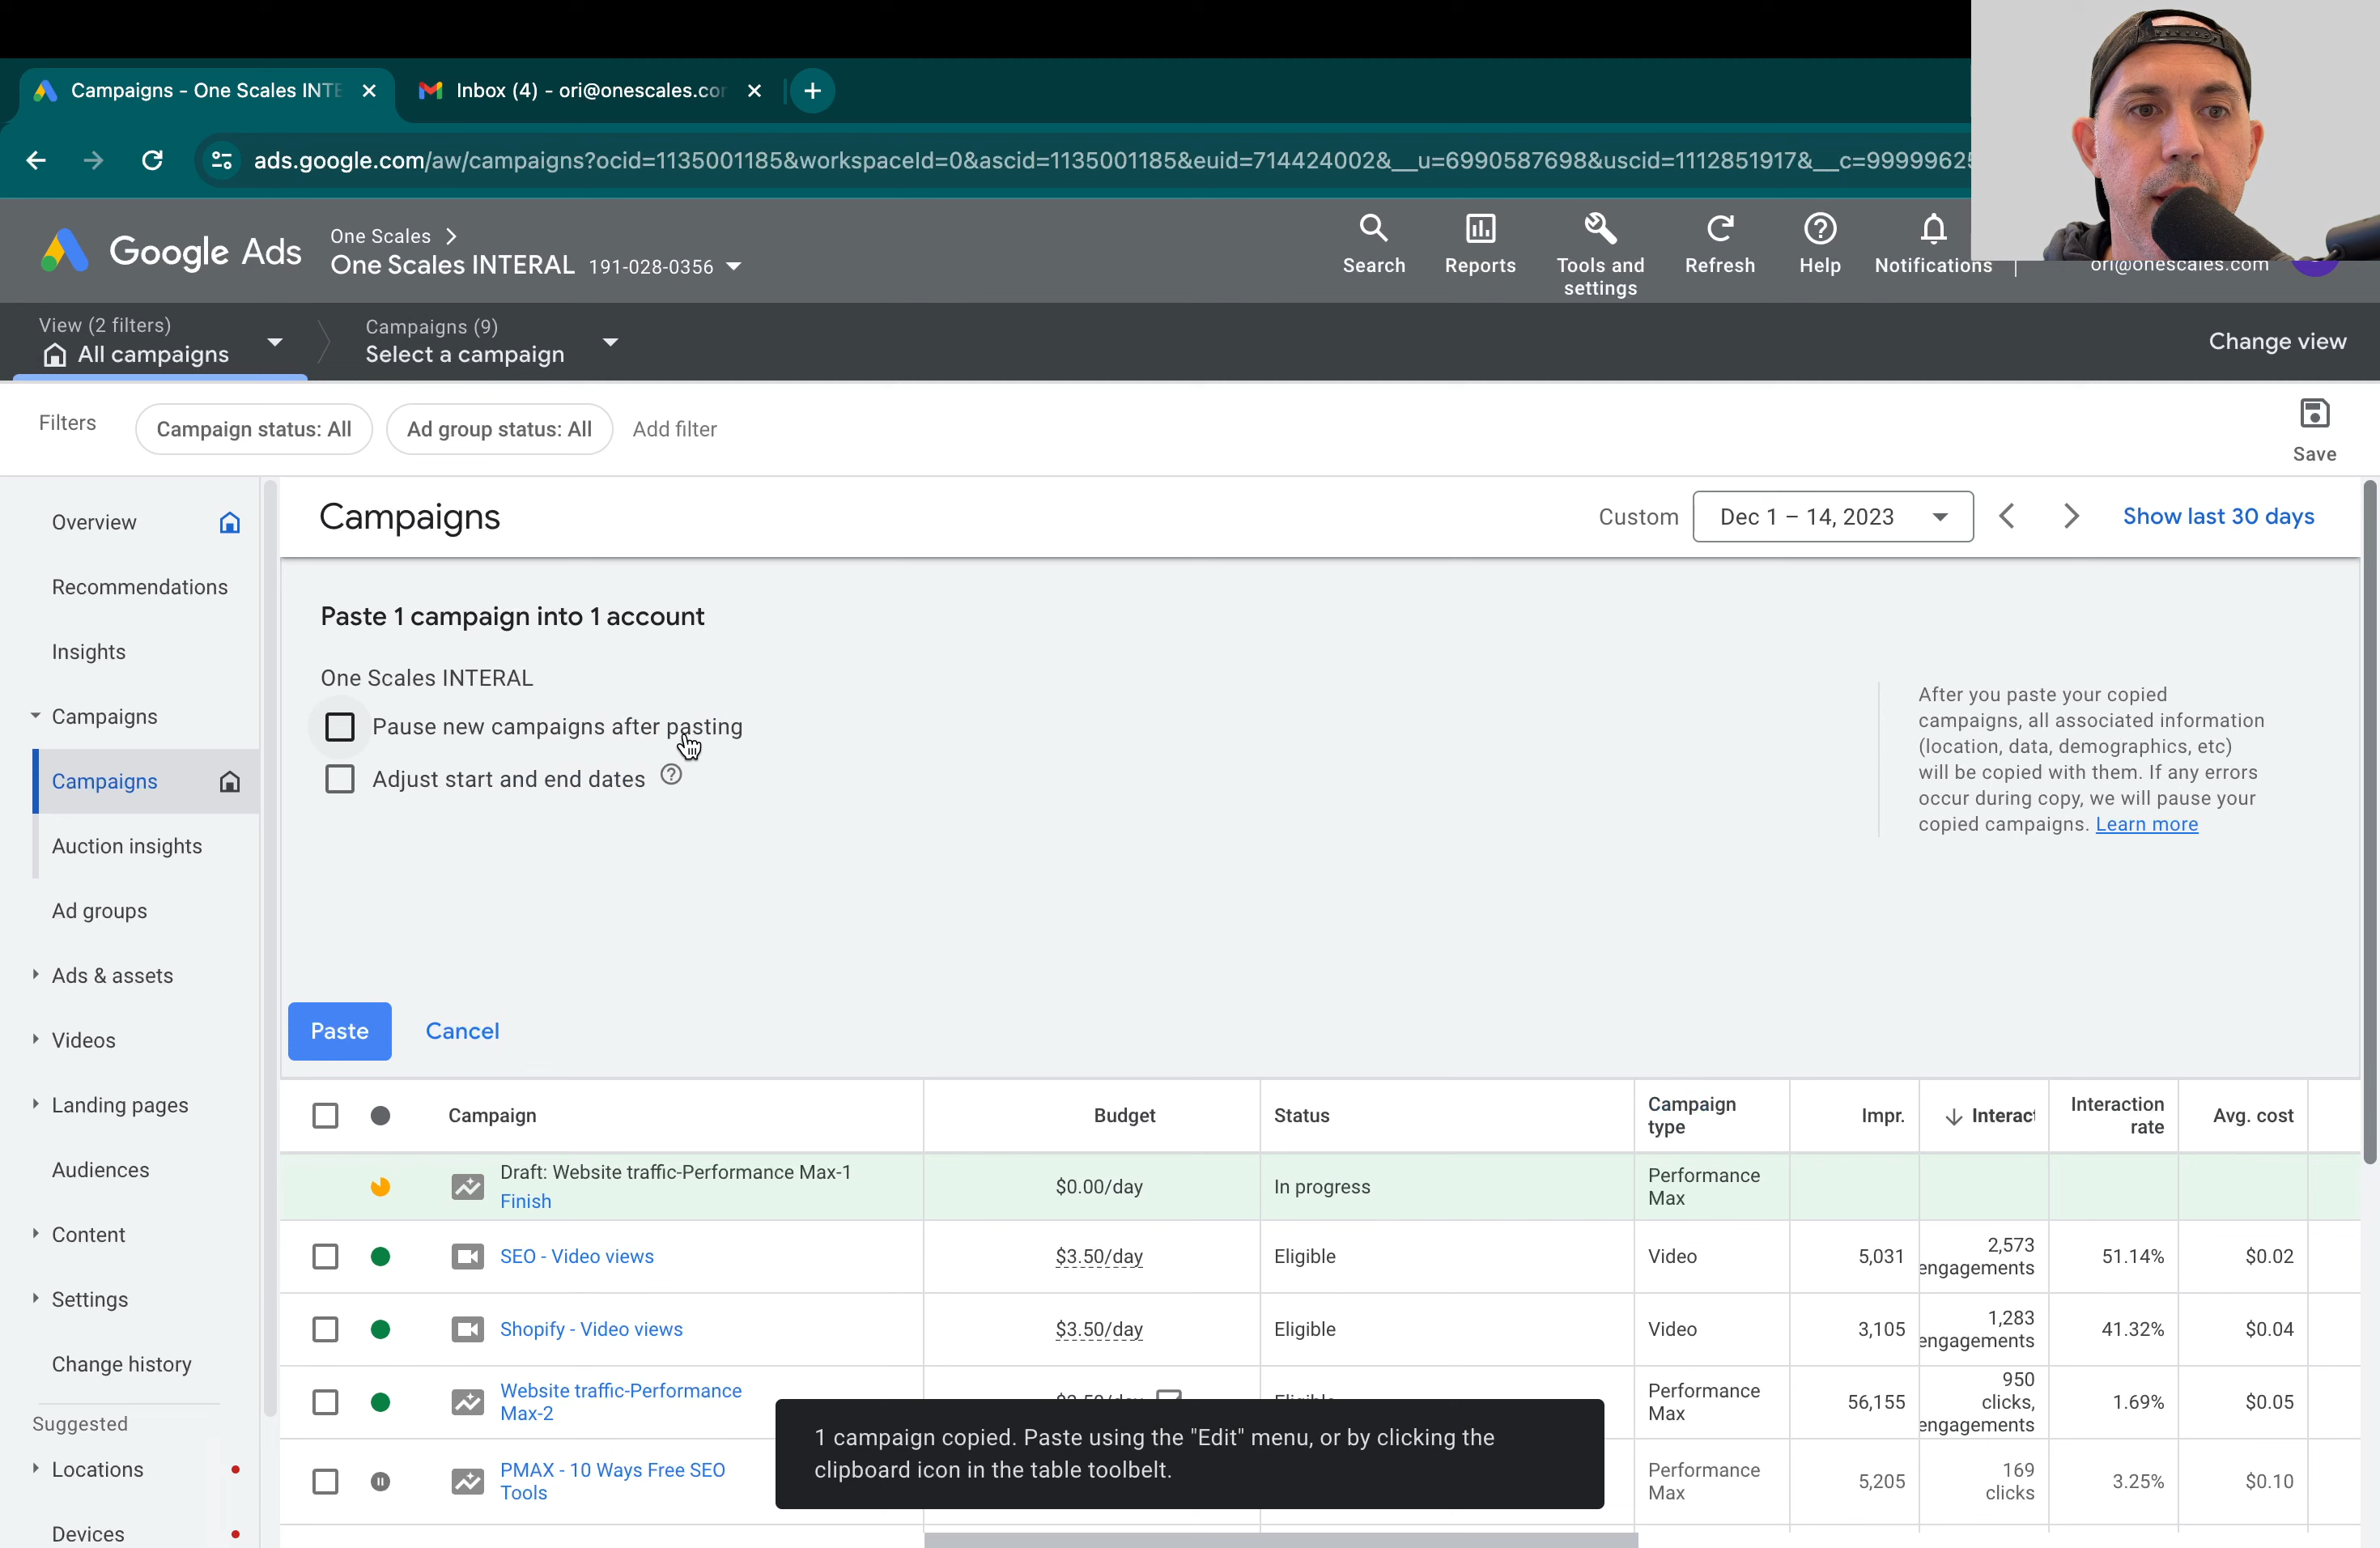 Campaigns - One Scales INTE
Inbox (4) - ori@onescales.cor
ads.google.com/aw/campaigns?ocid=1135001185&workspaceId=0&ascid=1135001185&euid=714424002&__u=6990587698&uscid=1112851917&__c=9999962
Google Ads
One Scales
One Scales INTERAL 191-028-0356
Search
Reports
Tools and
settings
Refresh
Help
Notifications
ori@onescales.com
View (2 filters)
All campaigns
Campaigns (9)
Select a campaign
Change view
Filters
Campaign status: All
Ad group status: All
Add filter
Save
Overview
Recommendations
Insights
Campaigns
Campaigns
Auction insights
Ad groups
Ads & assets
Videos
Landing pages
Audiences
Content
Settings
Change history
Suggested
Locations
Devices
Campaigns
Custom
Dec 1 – 14, 2023
Show last 30 days
Paste 1 campaign into 1 account
One Scales INTERAL
Pause new campaigns after pasting
Adjust start and end dates
After you paste your copied
campaigns, all associated information
(location, data, demographics, etc)
will be copied with them. If any errors
occur during copy, we will pause your
copied campaigns. Learn more
Paste
Cancel
Campaign
Budget
Status
Campaign
type
Impr.
Interac
Interaction
rate
Avg. cost
Draft: Website traffic-Performance Max-1
Finish
$0.00/day
In progress
Performance
Max
SEO - Video views
$3.50/day
Eligible
Video
5,031
2,573
engagements
51.14%
$0.02
Shopify - Video views
$3.50/day
Eligible
Video
3,105
1,283
engagements
41.32%
$0.04
Website traffic-Performance
Max-2
Performance
Max
56,155
950
clicks,
engagements
1.69%
$0.05
PMAX - 10 Ways Free SEO
Tools
Performance
Max
5,205
169
clicks
3.25%
$0.10
1 campaign copied. Paste using the "Edit" menu, or by clicking the
clipboard icon in the table toolbelt.